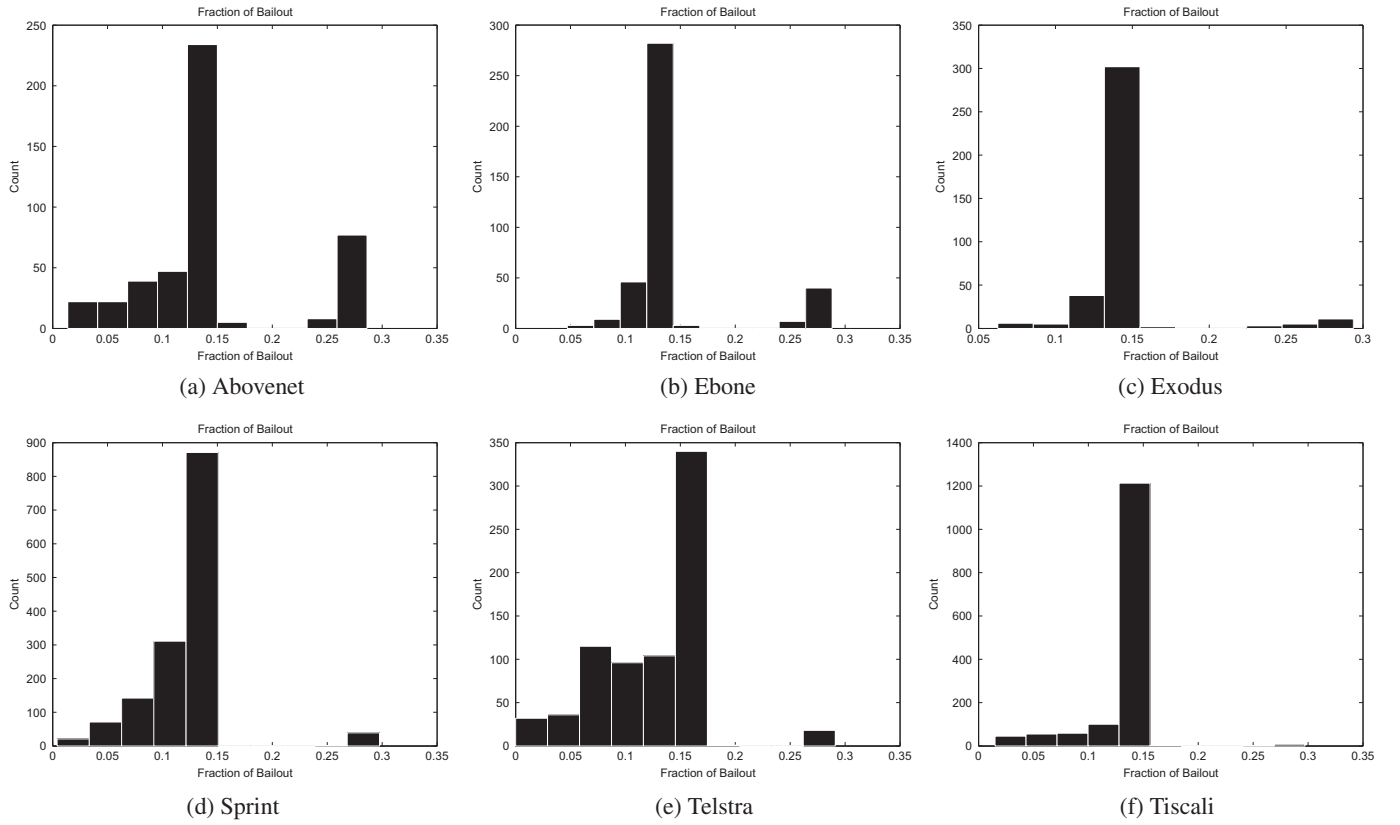 Fraction of Bailout
250
200
150
100
50
0
Count
0 0.05 0.1 0.15 0.2 0.25 0.3 0.35
Fraction of Bailout
(a) Abovenet
Fraction of Bailout
300
250
200
150
100
50
0
Count
0 0.05 0.1 0.15 0.2 0.25 0.3 0.35
Fraction of Bailout
(b) Ebone
Fraction of Bailout
350
300
250
200
150
100
50
0
Count
0.05 0.1 0.15 0.2 0.25 0.3
Fraction of Bailout
(c) Exodus
Fraction of Bailout
900
800
700
600
500
400
300
200
100
0
Count
0 0.05 0.1 0.15 0.2 0.25 0.3 0.35
Fraction of Bailout
(d) Sprint
Fraction of Bailout
350
300
250
200
150
100
50
0
Count
0 0.05 0.1 0.15 0.2 0.25 0.3 0.35
Fraction of Bailout
(e) Telstra
Fraction of Bailout
1400
1200
1000
800
600
400
200
0
Count
0 0.05 0.1 0.15 0.2 0.25 0.3 0.35
Fraction of Bailout
(f) Tiscali